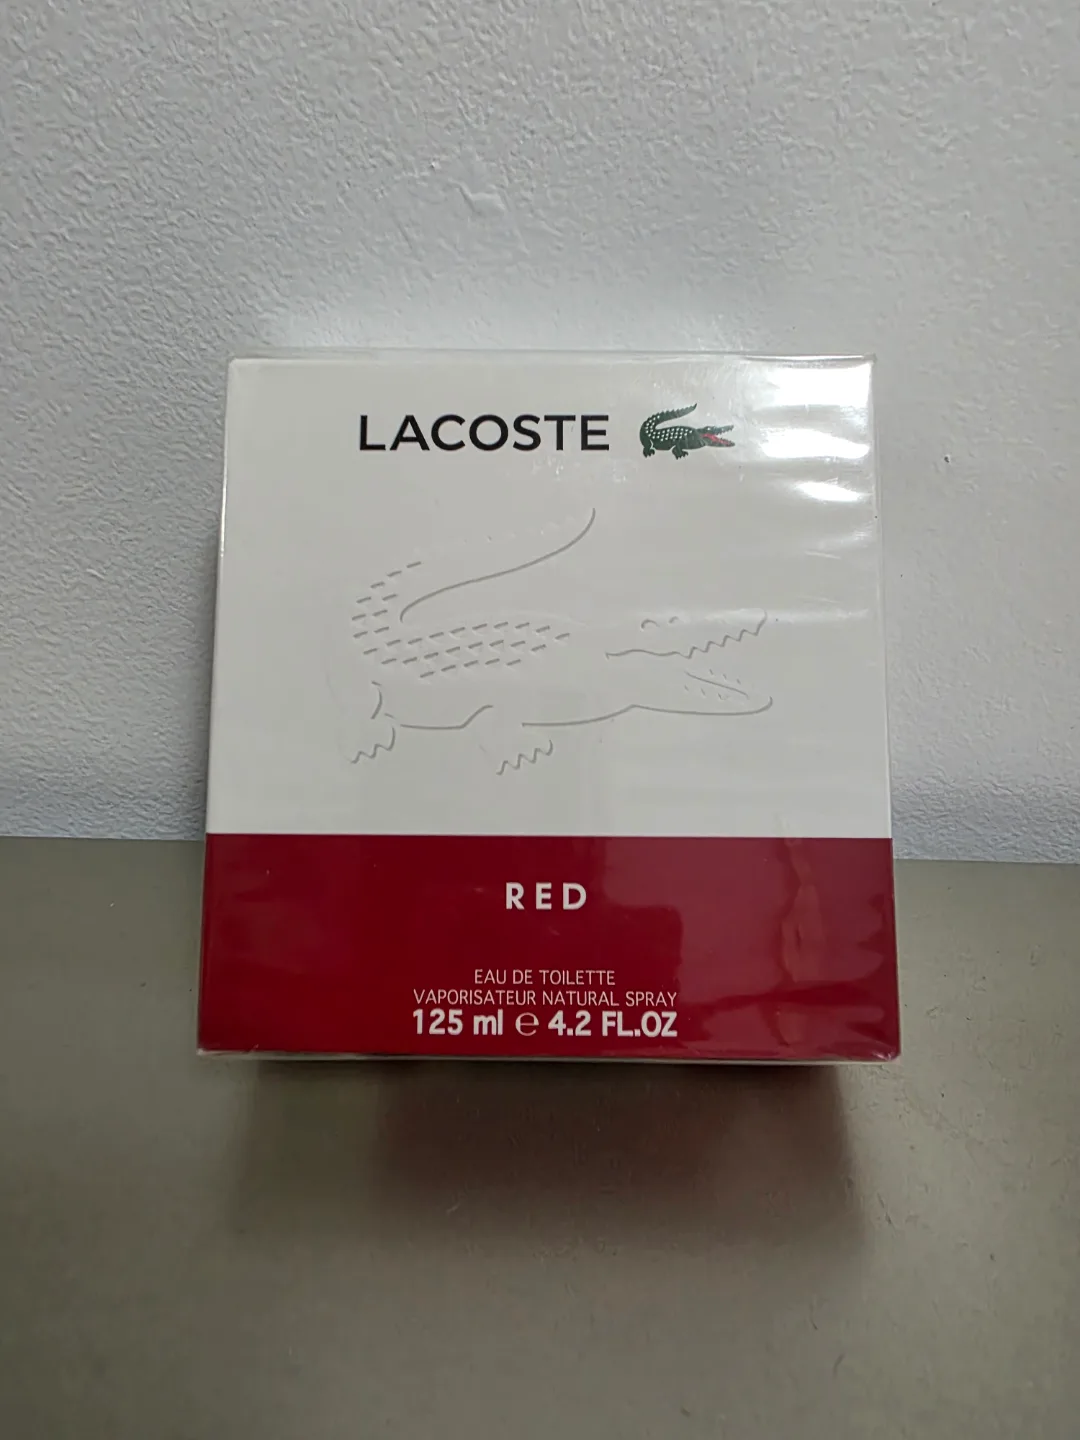 LACOSTE
RED
EAU DE TOILETTE
VAPORISATEUR NATURAL SPRAY
125 ml ℮ 4.2 FL.OZ